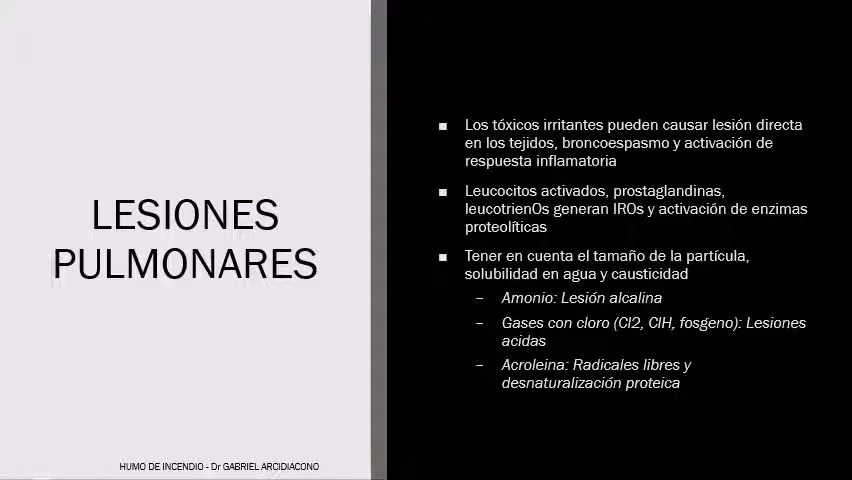 LESIONES
PULMONARES
HUMO DE INCENDIO - Dr GABRIEL ARCIDIACONO
■ Los tóxicos irritantes pueden causar lesión directa
en los tejidos, broncoespasmo y activación de
respuesta inflamatoria
■ Leucocitos activados, prostaglandinas,
leucotrienOs generan IROs y activación de enzimas
proteolíticas
■ Tener en cuenta el tamaño de la partícula,
solubilidad en agua y causticidad
– Amonio: Lesión alcalina
– Gases con cloro (Cl2, ClH, fosgeno): Lesiones
acidas
– Acroleina: Radicales libres y
desnaturalización proteica